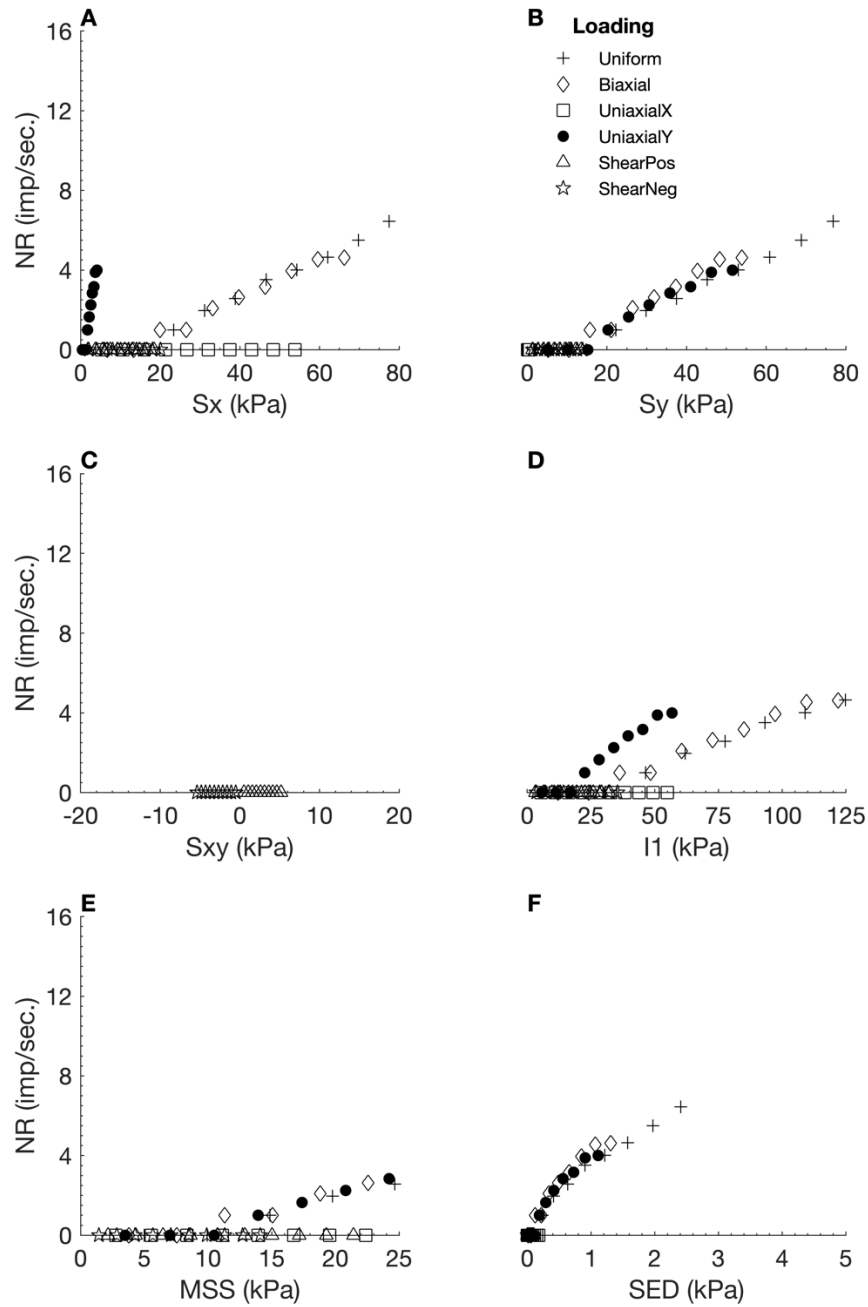 A
16
12
8
4
0
NR (imp/sec.)
0 20 40 60 80
Sx (kPa)
B
Loading
Uniform
Biaxial
UniaxialX
UniaxialY
ShearPos
ShearNeg
0 20 40 60 80
Sy (kPa)
C
16
12
8
4
0
NR (imp/sec.)
-20 -10 0 10 20
Sxy (kPa)
D
0 25 50 75 100 125
I1 (kPa)
E
16
12
8
4
0
NR (imp/sec.)
0 5 10 15 20 25
MSS (kPa)
F
0 1 2 3 4 5
SED (kPa)